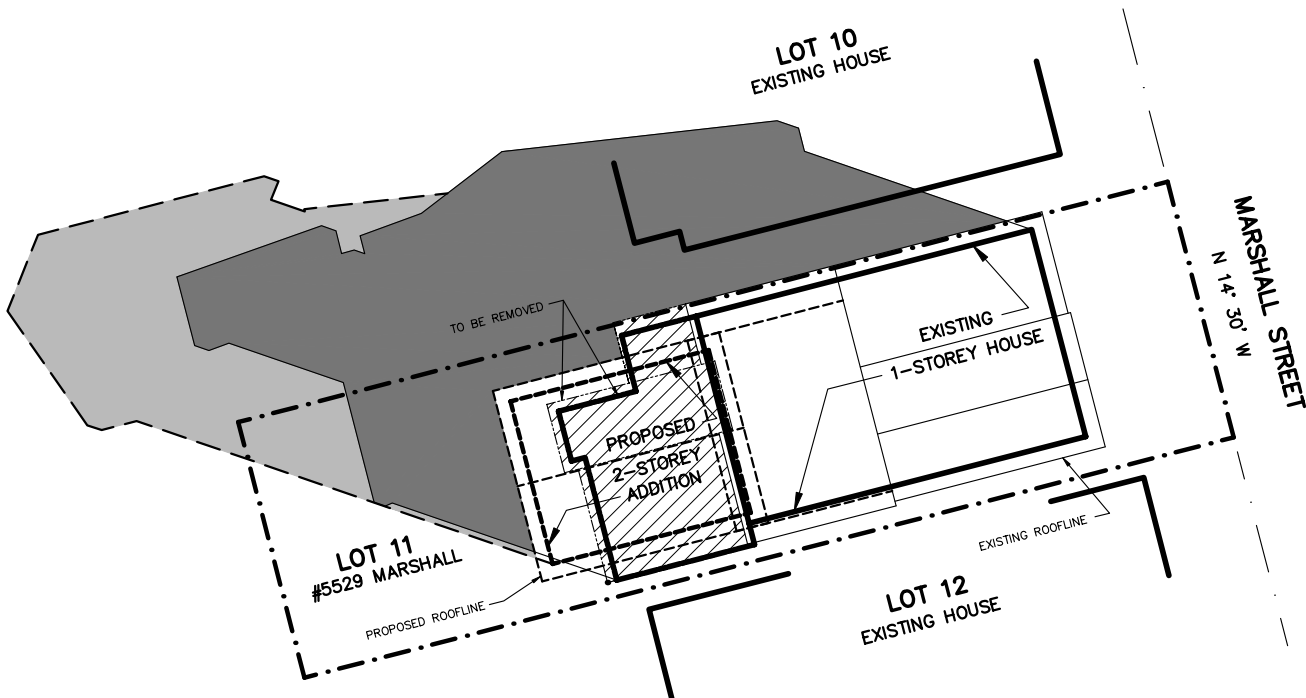 LOT 10
EXISTING HOUSE
MARSHALL STREET
N 14° 30' W
TO BE REMOVED
EXISTING
1-STOREY HOUSE
PROPOSED
2-STOREY
ADDITION
LOT 11
#5529 MARSHALL
PROPOSED ROOFLINE
EXISTING ROOFLINE
LOT 12
EXISTING HOUSE